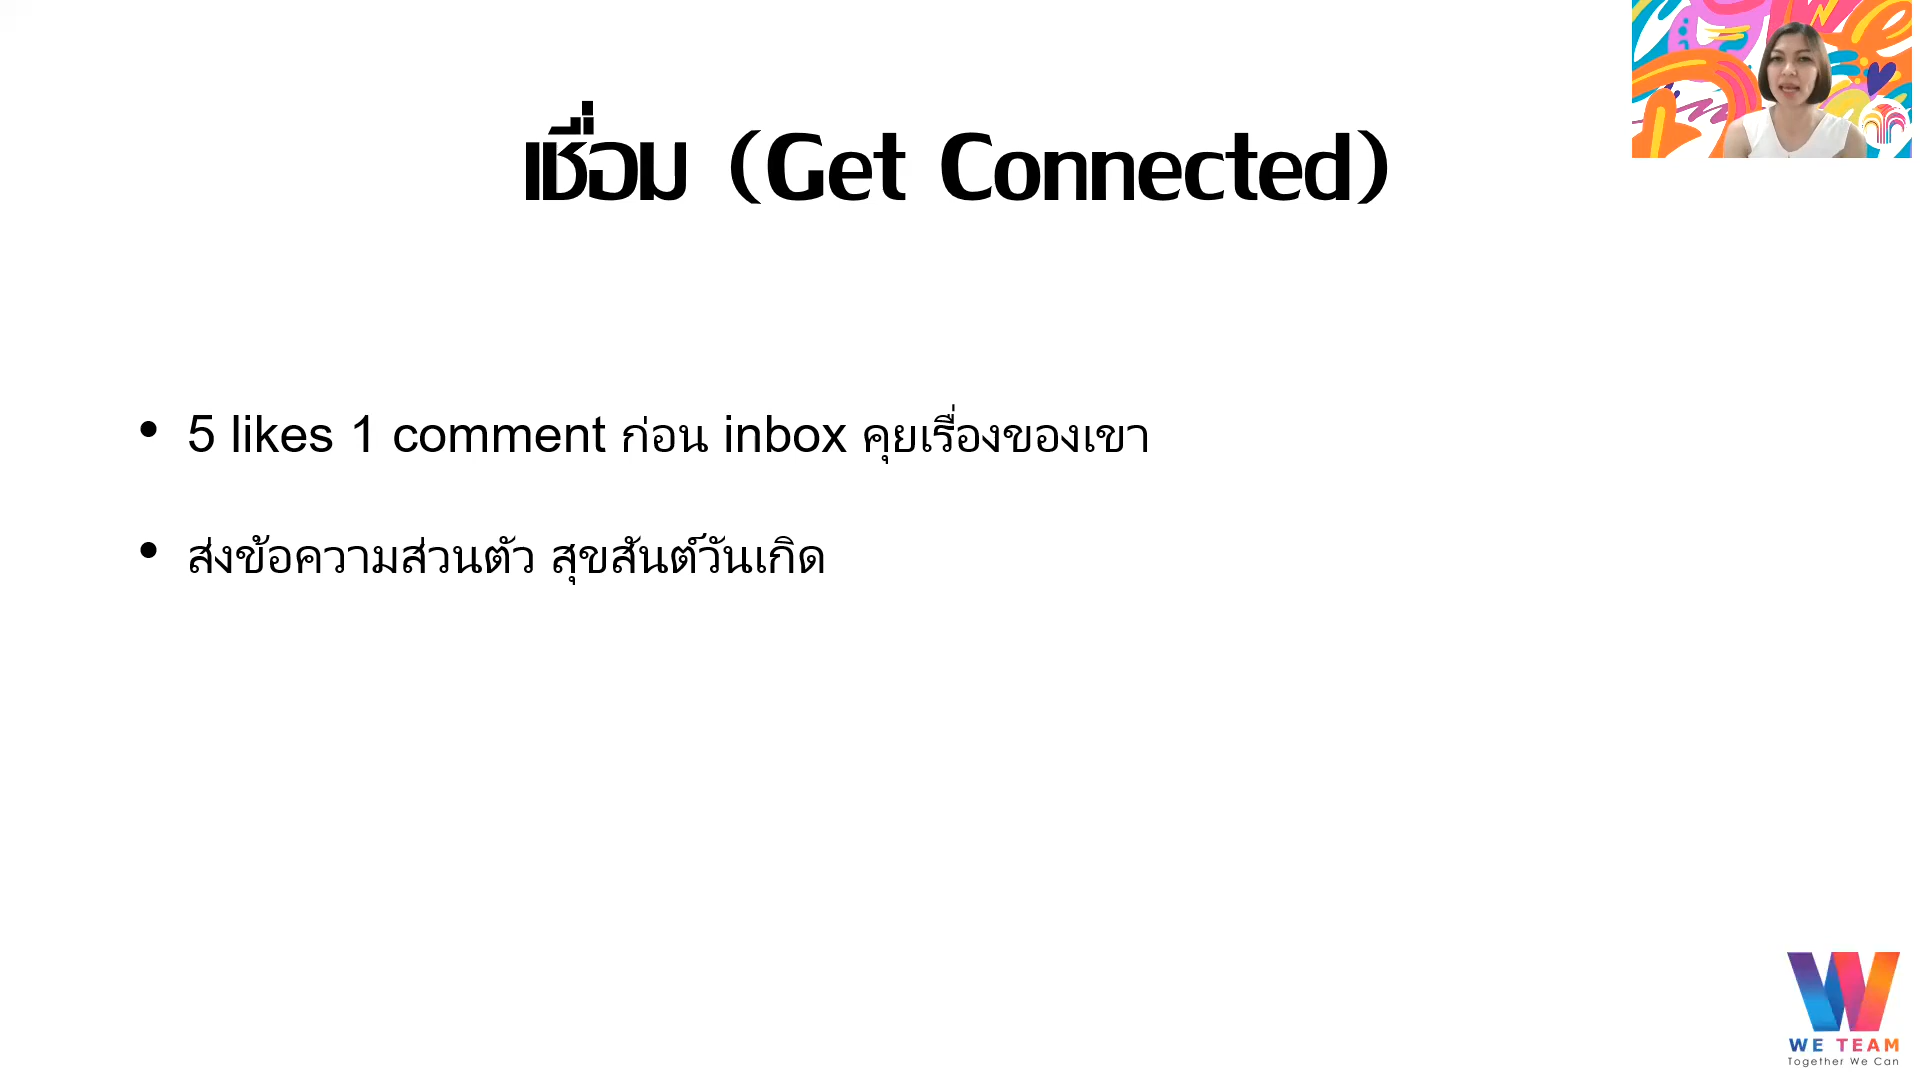 เชื่อม (Get Connected)
• 5 likes 1 comment ก่อน inbox คุยเรื่องของเขา
• ส่งข้อความส่วนตัว สุขสันต์วันเกิด
WE TEAM
Together We Can